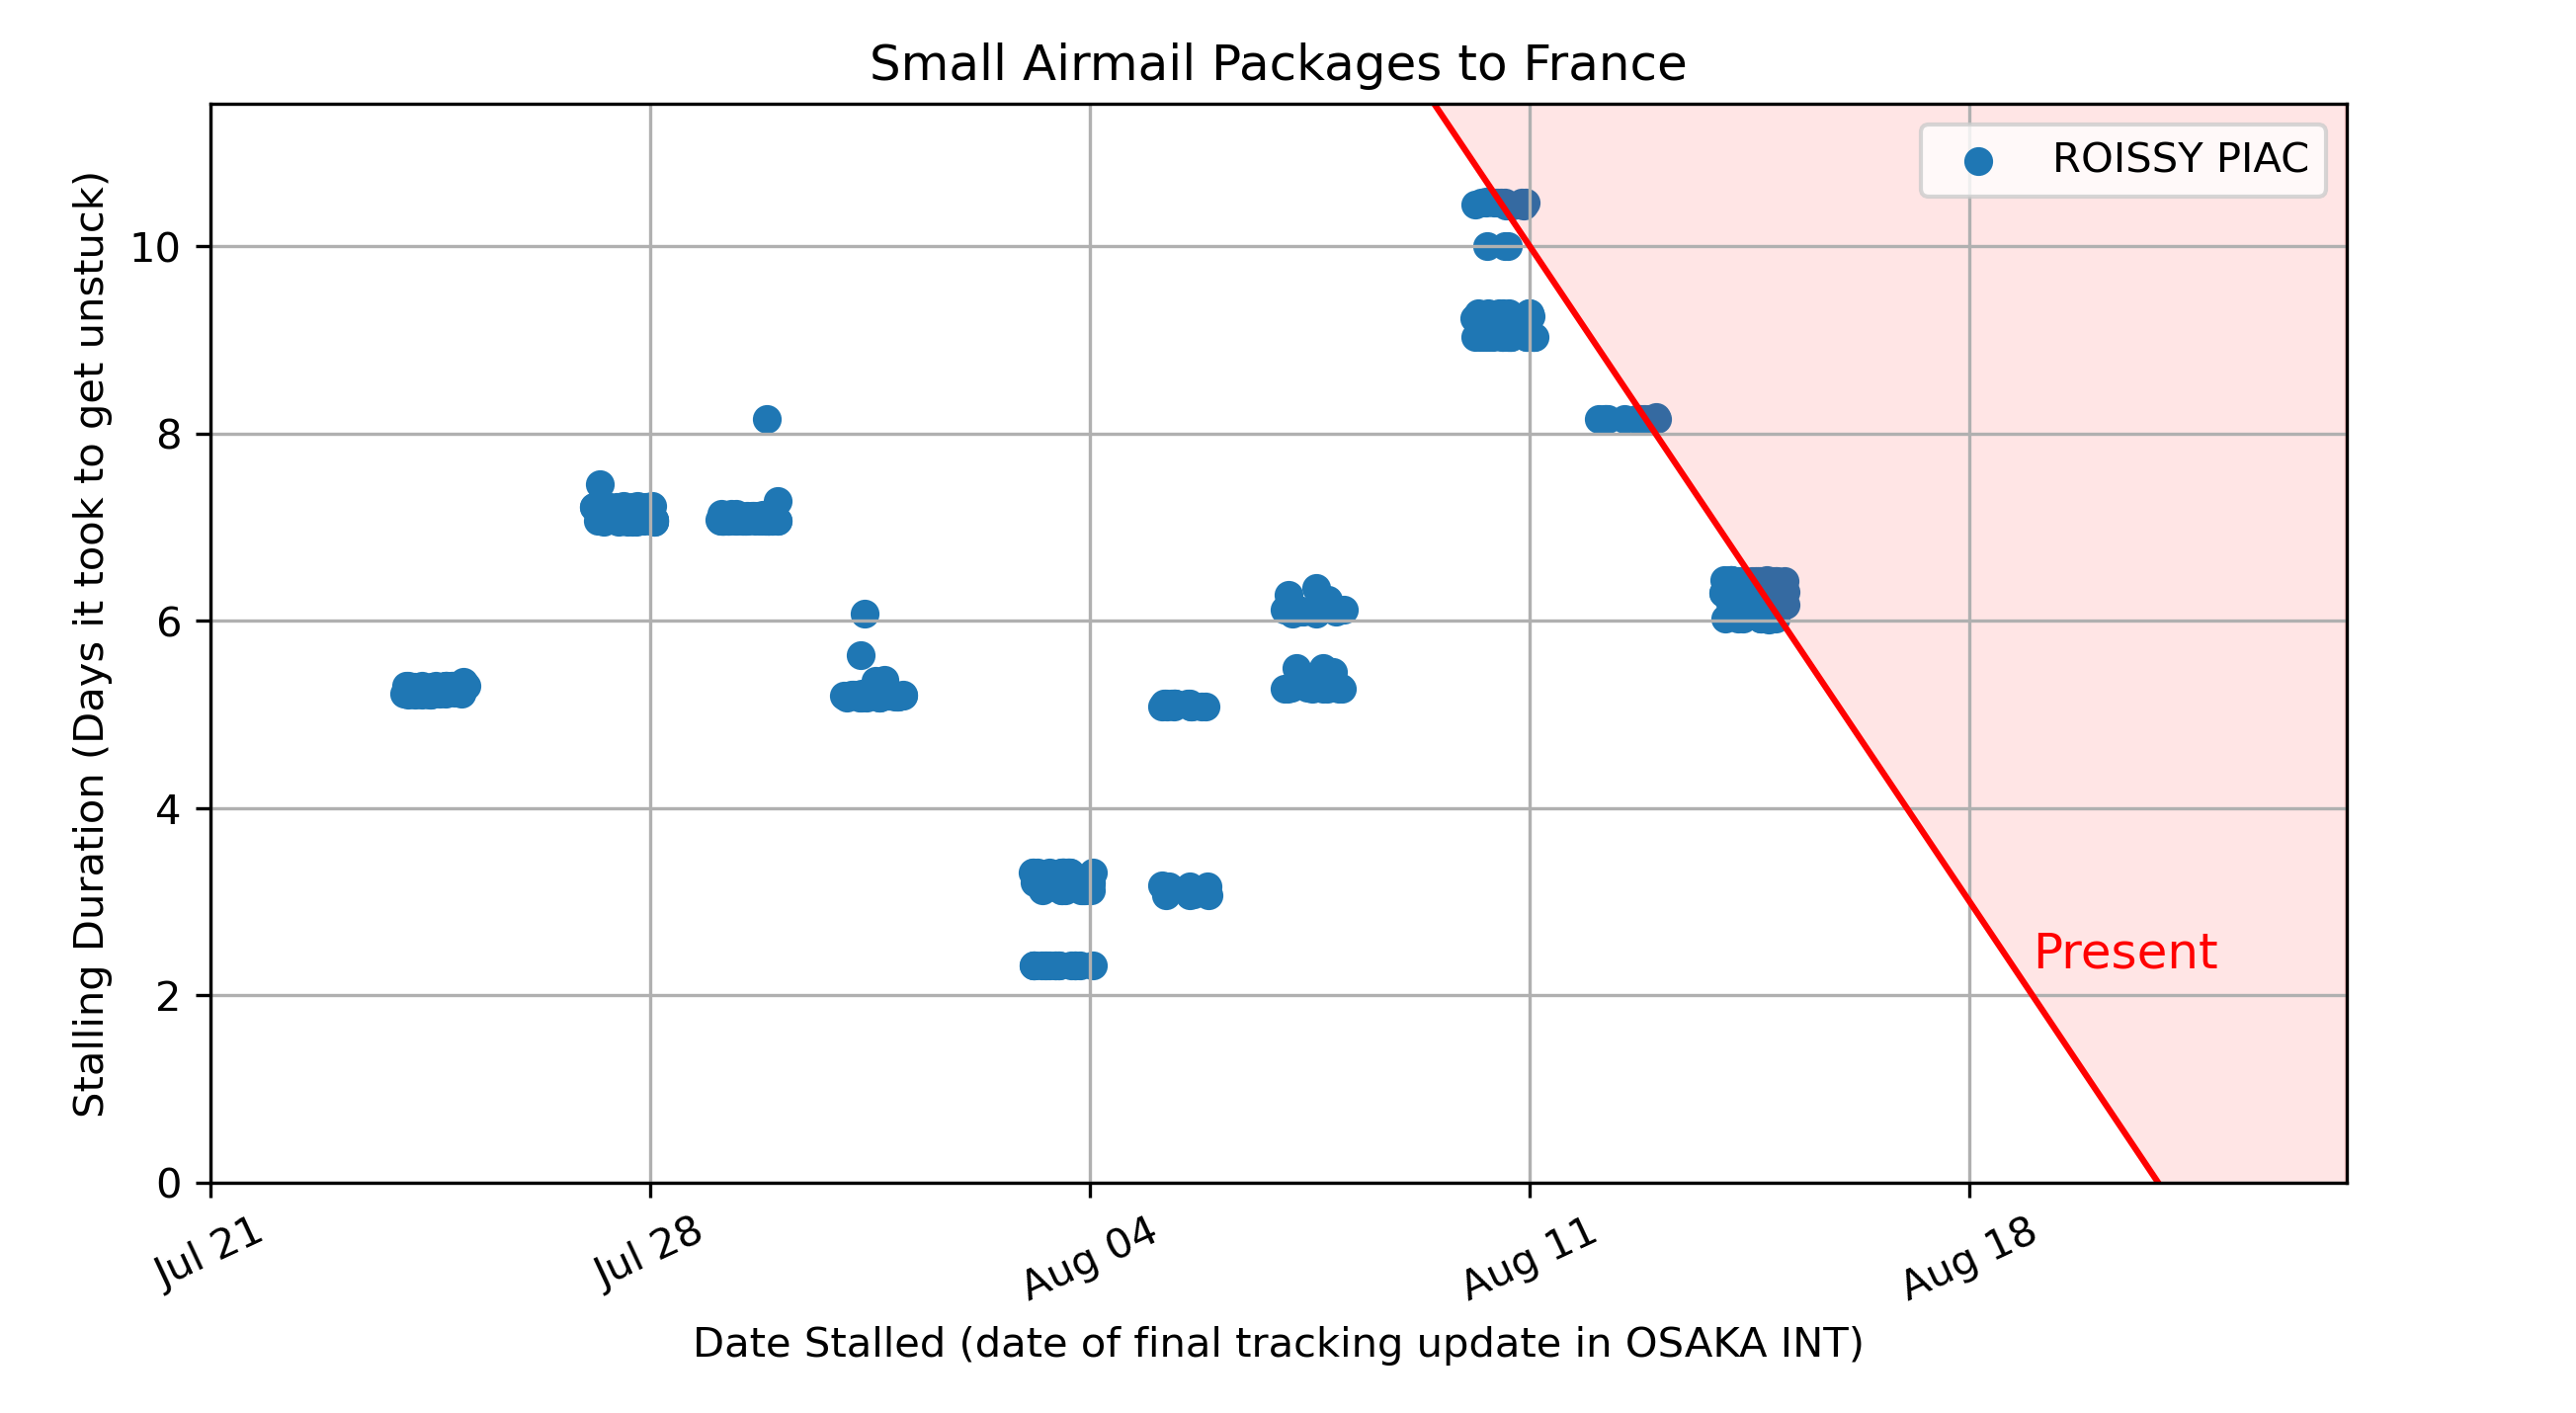 Small Airmail Packages to France
Stalling Duration (Days it took to get unstuck)
10
8
6
4
2
0
ROISSY PIAC
Present
Jul 21
Jul 28
Aug 04
Aug 11
Aug 18
Date Stalled (date of final tracking update in OSAKA INT)